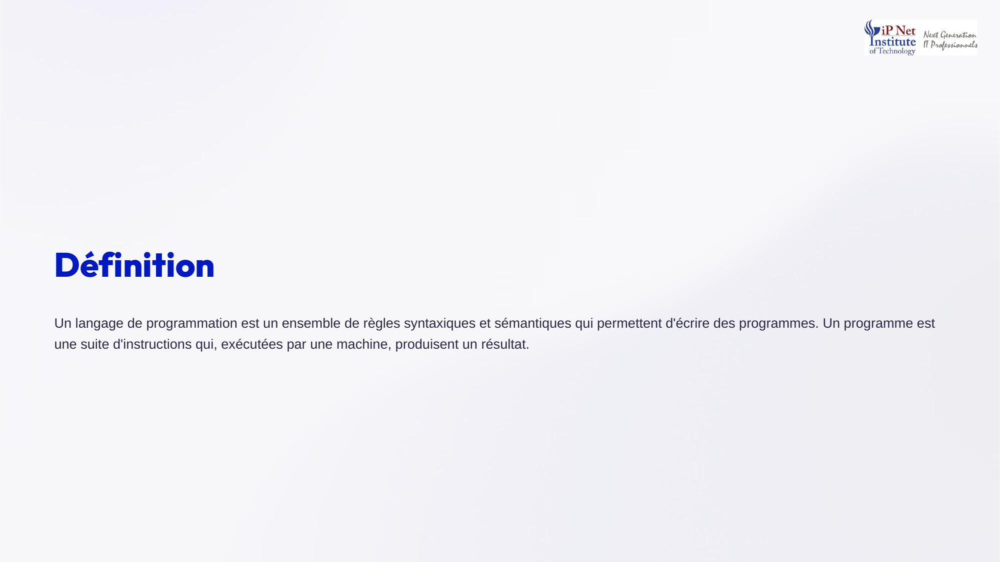 iP Net
Institute
of Technology
Next Generation
IT Professionnels
Définition
Un langage de programmation est un ensemble de règles syntaxiques et sémantiques qui permettent d'écrire des programmes. Un programme est
une suite d'instructions qui, exécutées par une machine, produisent un résultat.